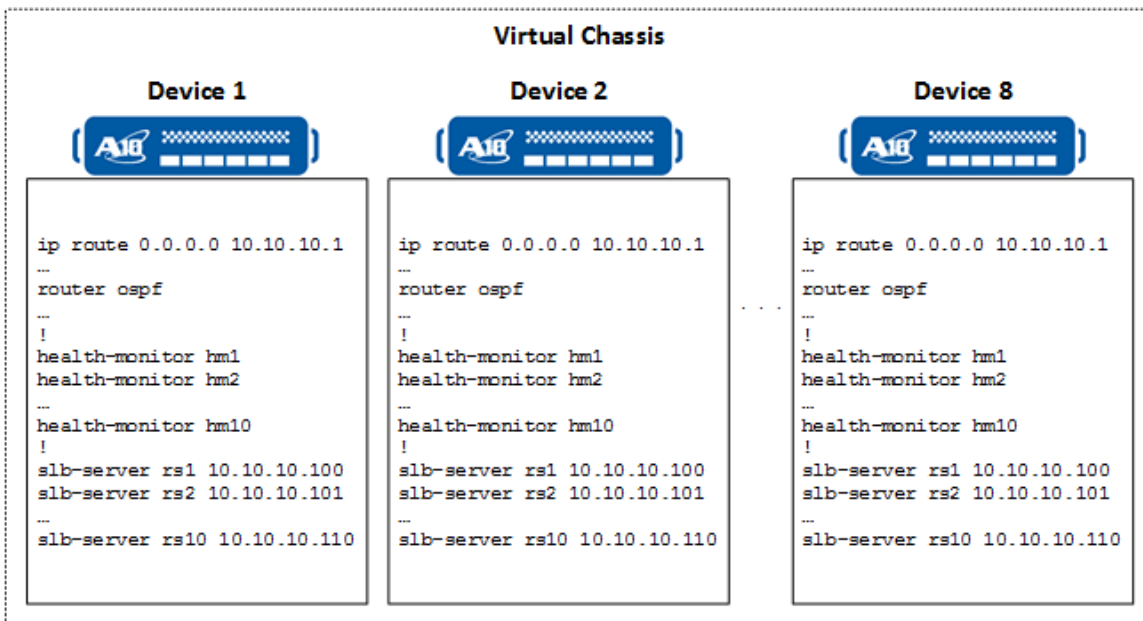 Virtual Chassis
Device 1
A10
ip route 0.0.0.0 10.10.10.1
…
router ospf
…
!
health-monitor hm1
health-monitor hm2
…
health-monitor hm10
!
slb-server rs1 10.10.10.100
slb-server rs2 10.10.10.101
…
slb-server rs10 10.10.10.110
Device 2
A10
ip route 0.0.0.0 10.10.10.1
…
router ospf
…
!
health-monitor hm1
health-monitor hm2
…
health-monitor hm10
!
slb-server rs1 10.10.10.100
slb-server rs2 10.10.10.101
…
slb-server rs10 10.10.10.110
. . .
Device 8
A10
ip route 0.0.0.0 10.10.10.1
…
router ospf
…
!
health-monitor hm1
health-monitor hm2
…
health-monitor hm10
!
slb-server rs1 10.10.10.100
slb-server rs2 10.10.10.101
…
slb-server rs10 10.10.10.110